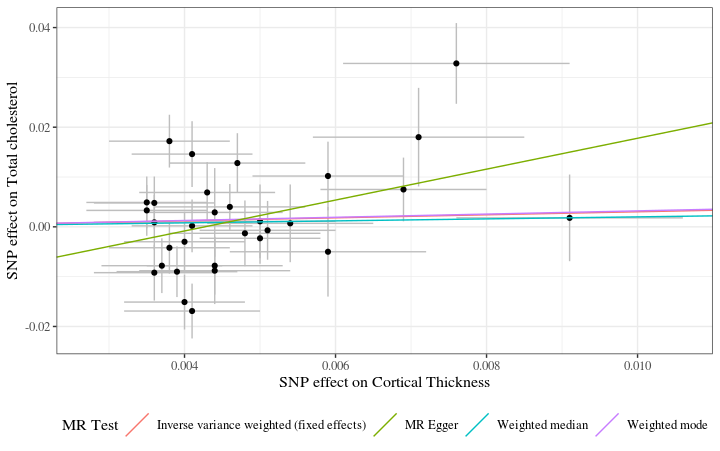 0.04
0.02
0.00
-0.02
SNP effect on Total cholesterol
0.004 0.006 0.008 0.010
SNP effect on Cortical Thickness
MR Test Inverse variance weighted (fixed effects) MR Egger Weighted median Weighted mode